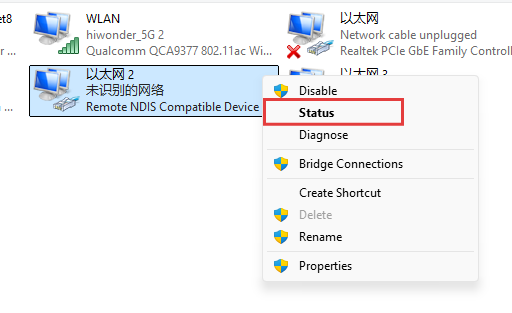 et8
WLAN
hiwonder_5G 2
Qualcomm QCA9377 802.11ac Wi...
以太网
Network cable unplugged
Realtek PCIe GbE Family Control
以太网 2
未识别的网络
Remote NDIS Compatible Device
以太网 3
Disable
Status
Diagnose
Bridge Connections
Create Shortcut
Delete
Rename
Properties